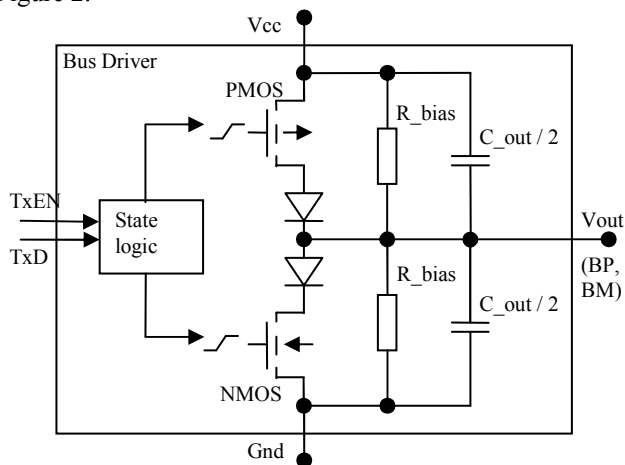 Figure 2.
Vcc
Bus Driver
PMOS
R_bias
C_out / 2
TxEN
State
logic
TxD
Vout
(BP,
BM)
R_bias
C_out / 2
NMOS
Gnd